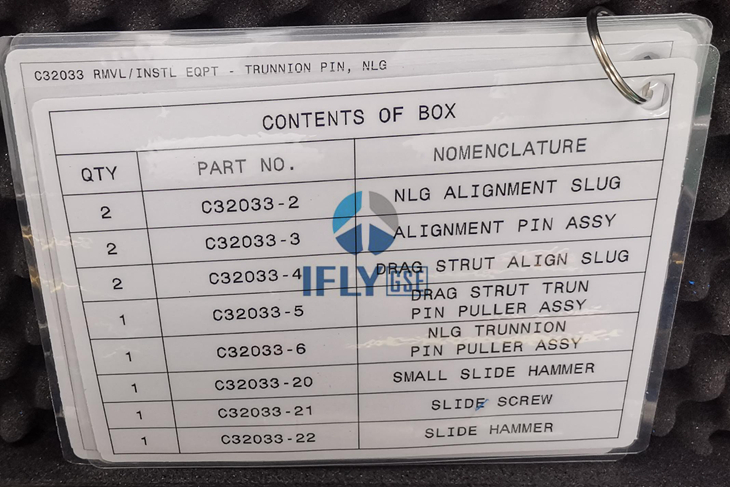 C32033 RMVL/INSTL EQPT - TRUNNION PIN, NLG
CONTENTS OF BOX
QTY PART NO. NOMENCLATURE
2 C32033-2 NLG ALIGNMENT SLUG
2 C32033-3 ALIGNMENT PIN ASSY
2 C32033-4 DRAG STRUT ALIGN SLUG
1 C32033-5 DRAG STRUT TRUN
PIN PULLER ASSY
1 C32033-6 NLG TRUNNION
PIN PULLER ASSY
1 C32033-20 SMALL SLIDE HAMMER
1 C32033-21 SLIDE SCREW
1 C32033-22 SLIDE HAMMER
IFLY GSE